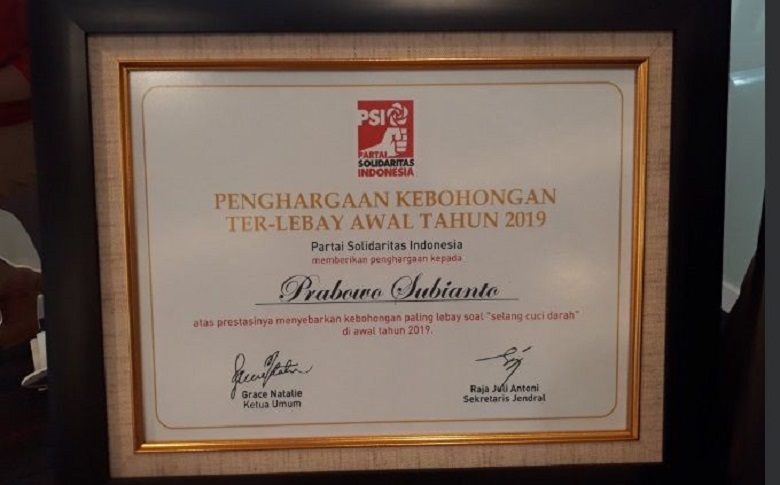 PSI
PARTAI
SOLIDARITAS
INDONESIA
PENGHARGAAN KEBOHONGAN
TER-LEBAY AWAL TAHUN 2019
Partai Solidaritas Indonesia
memberikan penghargaan kepada
Prabowo Subianto
atas prestasinya menyebarkan kebohongan paling lebay soal "selang cuci darah"
di awal tahun 2019.
Grace Natalie
Ketua Umum
Raja Juli Antoni
Sekretaris Jendral